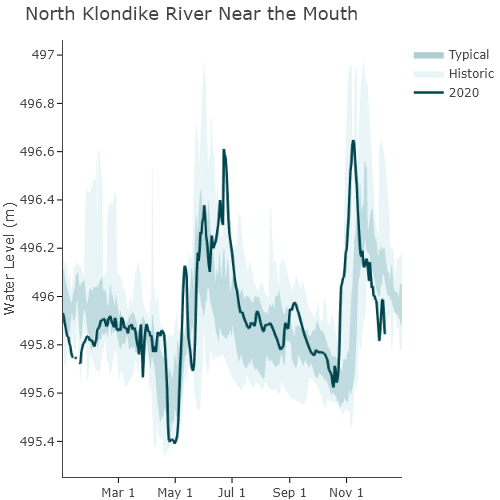 North Klondike River Near the Mouth
Typical
Historic
2020
Water Level (m)
497
496.8
496.6
496.4
496.2
496
495.8
495.6
495.4
Mar 1
May 1
Jul 1
Sep 1
Nov 1